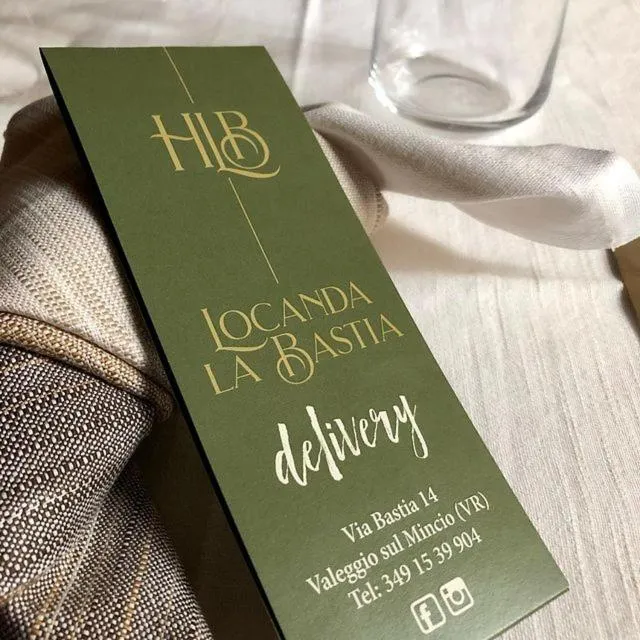 HLB
LOCANDA
LA BASTIA
delivery
Via Bastia 14
Valeggio sul Mincio (VR)
Tel: 349 15 39 904